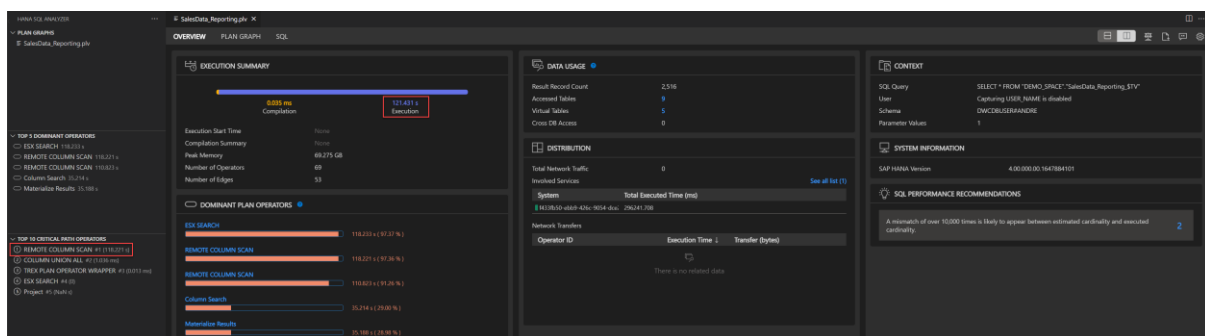 HANA SQL ANALYZER
PLAN GRAPHS
SalesData_Reporting.plv
TOP 5 DOMINANT OPERATORS
ESX SEARCH 118.233 s
REMOTE COLUMN SCAN 118.221 s
REMOTE COLUMN SCAN 110.823 s
Column Search 35.214 s
Materialize Results 35.188 s
TOP 10 CRITICAL PATH OPERATORS
REMOTE COLUMN SCAN #1 (118.221 s)
COLUMN UNION ALL #2 (1.036 ms)
TREX PLAN OPERATOR WRAPPER #3 (0.013 ms)
ESX SEARCH #4 (0)
Project #5 (NaN s)
SalesData_Reporting.plv
OVERVIEW PLAN GRAPH SQL
EXECUTION SUMMARY
0.035 ms 121.431 s
Compilation Execution
Execution Start Time None
Compilation Summary None
Peak Memory 69.275 GB
Number of Operators 69
Number of Edges 53
DOMINANT PLAN OPERATORS
ESX SEARCH
118.233 s ( 97.37 % )
REMOTE COLUMN SCAN
118.221 s ( 97.36 % )
REMOTE COLUMN SCAN
110.823 s ( 91.26 % )
Column Search
35.214 s ( 29.00 % )
Materialize Results
35.188 s ( 28.98 % )
DATA USAGE
Result Record Count 2,516
Accessed Tables 9
Virtual Tables 5
Cross DB Access 0
DISTRIBUTION
Total Network Traffic 0
Involved Services See all list (1)
System Total Executed Time (ms)
296241.708
Network Transfers
Operator ID Execution Time ↓ Transfer (bytes)
There is no related data
CONTEXT
SQL Query SELECT * FROM "DEMO_SPACE"."SalesData_Reporting_$TV"
User Capturing USER_NAME is disabled
Schema DWCDBUSER#ANDRE
Parameter Values 1
SYSTEM INFORMATION
SAP HANA Version 4.00.000.00.1647884101
SQL PERFORMANCE RECOMMENDATIONS
A mismatch of over 10,000 times is likely to appear between estimated cardinality and executed
cardinality.
2